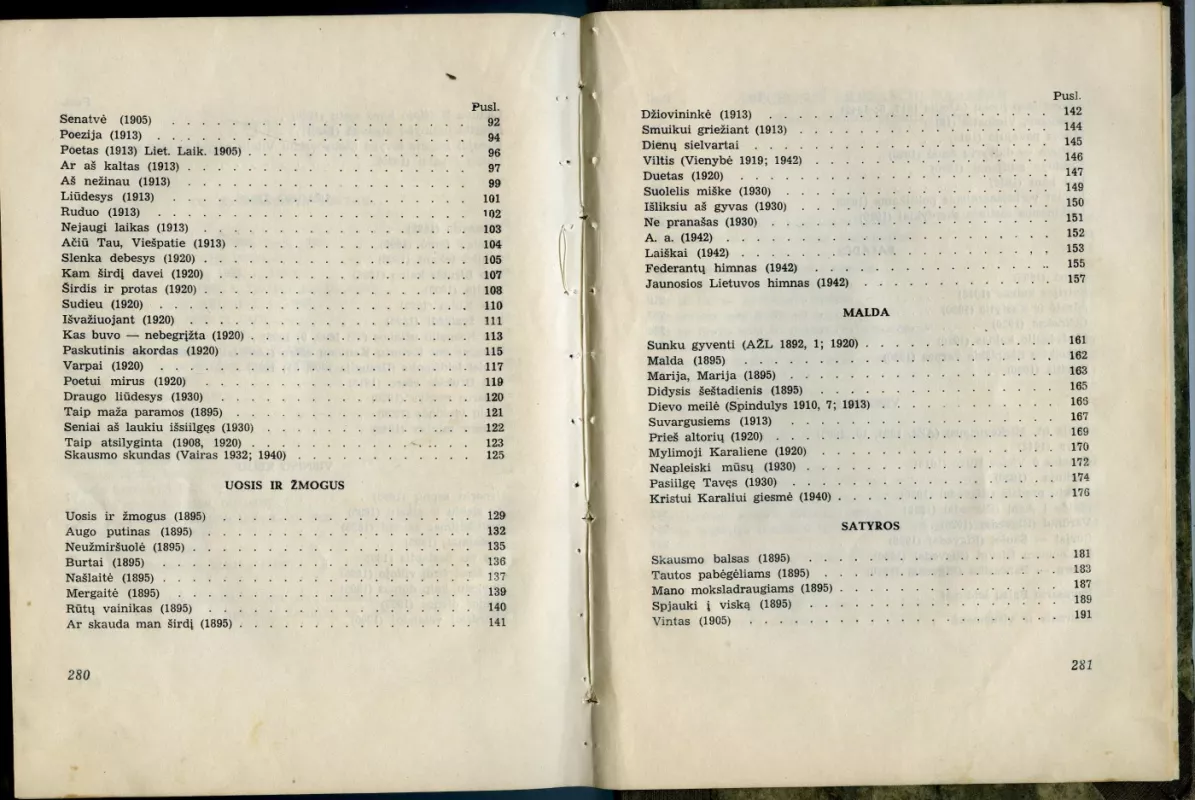 Pusl.
Senatvė (1905) . . . . . . . . . . . . . . . . 92
Poezija (1913) . . . . . . . . . . . . . . . . 94
Poetas (1913) Liet. Laik. 1905) . . . . . . . . . . . . 96
Ar aš kaltas (1913) . . . . . . . . . . . . . . . 97
Aš nežinau (1913) . . . . . . . . . . . . . . . 99
Liūdesys (1913) . . . . . . . . . . . . . . . . 101
Ruduo (1913) . . . . . . . . . . . . . . . . . 102
Nejaugi laikas (1913) . . . . . . . . . . . . . . 103
Ačiū Tau, Viešpatie (1913) . . . . . . . . . . . . . 104
Slenka debesys (1920) . . . . . . . . . . . . . . 105
Kam širdį davei (1920) . . . . . . . . . . . . . . 107
Širdis ir protas (1920) . . . . . . . . . . . . . . 108
Sudieu (1920) . . . . . . . . . . . . . . . . . 110
Išvažiuojant (1920) . . . . . . . . . . . . . . . 111
Kas buvo — nebegrįžta (1920) . . . . . . . . . . . . 113
Paskutinis akordas (1920) . . . . . . . . . . . . . 115
Varpai (1920) . . . . . . . . . . . . . . . . . 117
Poetui mirus (1920) . . . . . . . . . . . . . . . 119
Draugo liūdesys (1930) . . . . . . . . . . . . . . 120
Taip maža paramos (1895) . . . . . . . . . . . . . 121
Seniai aš laukiu išsiilgęs (1930) . . . . . . . . . . . 122
Taip atsilyginta (1908, 1920) . . . . . . . . . . . . 123
Skausmo skundas (Vairas 1932; 1940) . . . . . . . . . . 125
UOSIS IR ŽMOGUS
Uosis ir žmogus (1895) . . . . . . . . . . . . . . 129
Augo putinas (1895) . . . . . . . . . . . . . . . 132
Neužmiršuolė (1895) . . . . . . . . . . . . . . . 135
Burtai (1895) . . . . . . . . . . . . . . . . . 136
Našlaitė (1895) . . . . . . . . . . . . . . . . 137
Mergaitė (1895) . . . . . . . . . . . . . . . . 139
Rūtų vainikas (1895) . . . . . . . . . . . . . . 140
Ar skauda man širdį (1895) . . . . . . . . . . . . . 141
280
Pusl.
Džiovininkė (1913) . . . . . . . . . . . . . . . 142
Smuikui griežiant (1913) . . . . . . . . . . . . . . 144
Dienų sielvartai . . . . . . . . . . . . . . . . 145
Viltis (Vienybė 1919; 1942) . . . . . . . . . . . . . 146
Duetas (1920) . . . . . . . . . . . . . . . . . 147
Suolelis miške (1930) . . . . . . . . . . . . . . 149
Išliksiu aš gyvas (1930) . . . . . . . . . . . . . . 150
Ne pranašas (1930) . . . . . . . . . . . . . . . 151
A. a. (1942) . . . . . . . . . . . . . . . . . 152
Laiškai (1942) . . . . . . . . . . . . . . . . . 153
Federantų himnas (1942) . . . . . . . . . . . . . 155
Jaunosios Lietuvos himnas (1942) . . . . . . . . . . . 157
MALDA
Sunku gyventi (AŽL 1892, 1; 1920) . . . . . . . . . . . 161
Malda (1895) . . . . . . . . . . . . . . . . . 162
Marija, Marija (1895) . . . . . . . . . . . . . . 163
Didysis šeštadienis (1895) . . . . . . . . . . . . . 165
Dievo meilė (Spindulys 1910, 7; 1913) . . . . . . . . . 166
Suvargusiems (1913) . . . . . . . . . . . . . . . 167
Prieš altorių (1920) . . . . . . . . . . . . . . . 169
Mylimoji Karaliene (1920) . . . . . . . . . . . . . 170
Neapleiski mūsų (1930) . . . . . . . . . . . . . . 172
Pasiilgę Tavęs (1930) . . . . . . . . . . . . . . 174
Kristui Karaliui giesmė (1940) . . . . . . . . . . . . 176
SATYROS
Skausmo balsas (1895) . . . . . . . . . . . . . . 181
Tautos pabėgėliams (1895) . . . . . . . . . . . . . 183
Mano moksladraugiams (1895) . . . . . . . . . . . . 187
Spjauki į viską (1895) . . . . . . . . . . . . . . 189
Vintas (1905) . . . . . . . . . . . . . . . . . 191
281